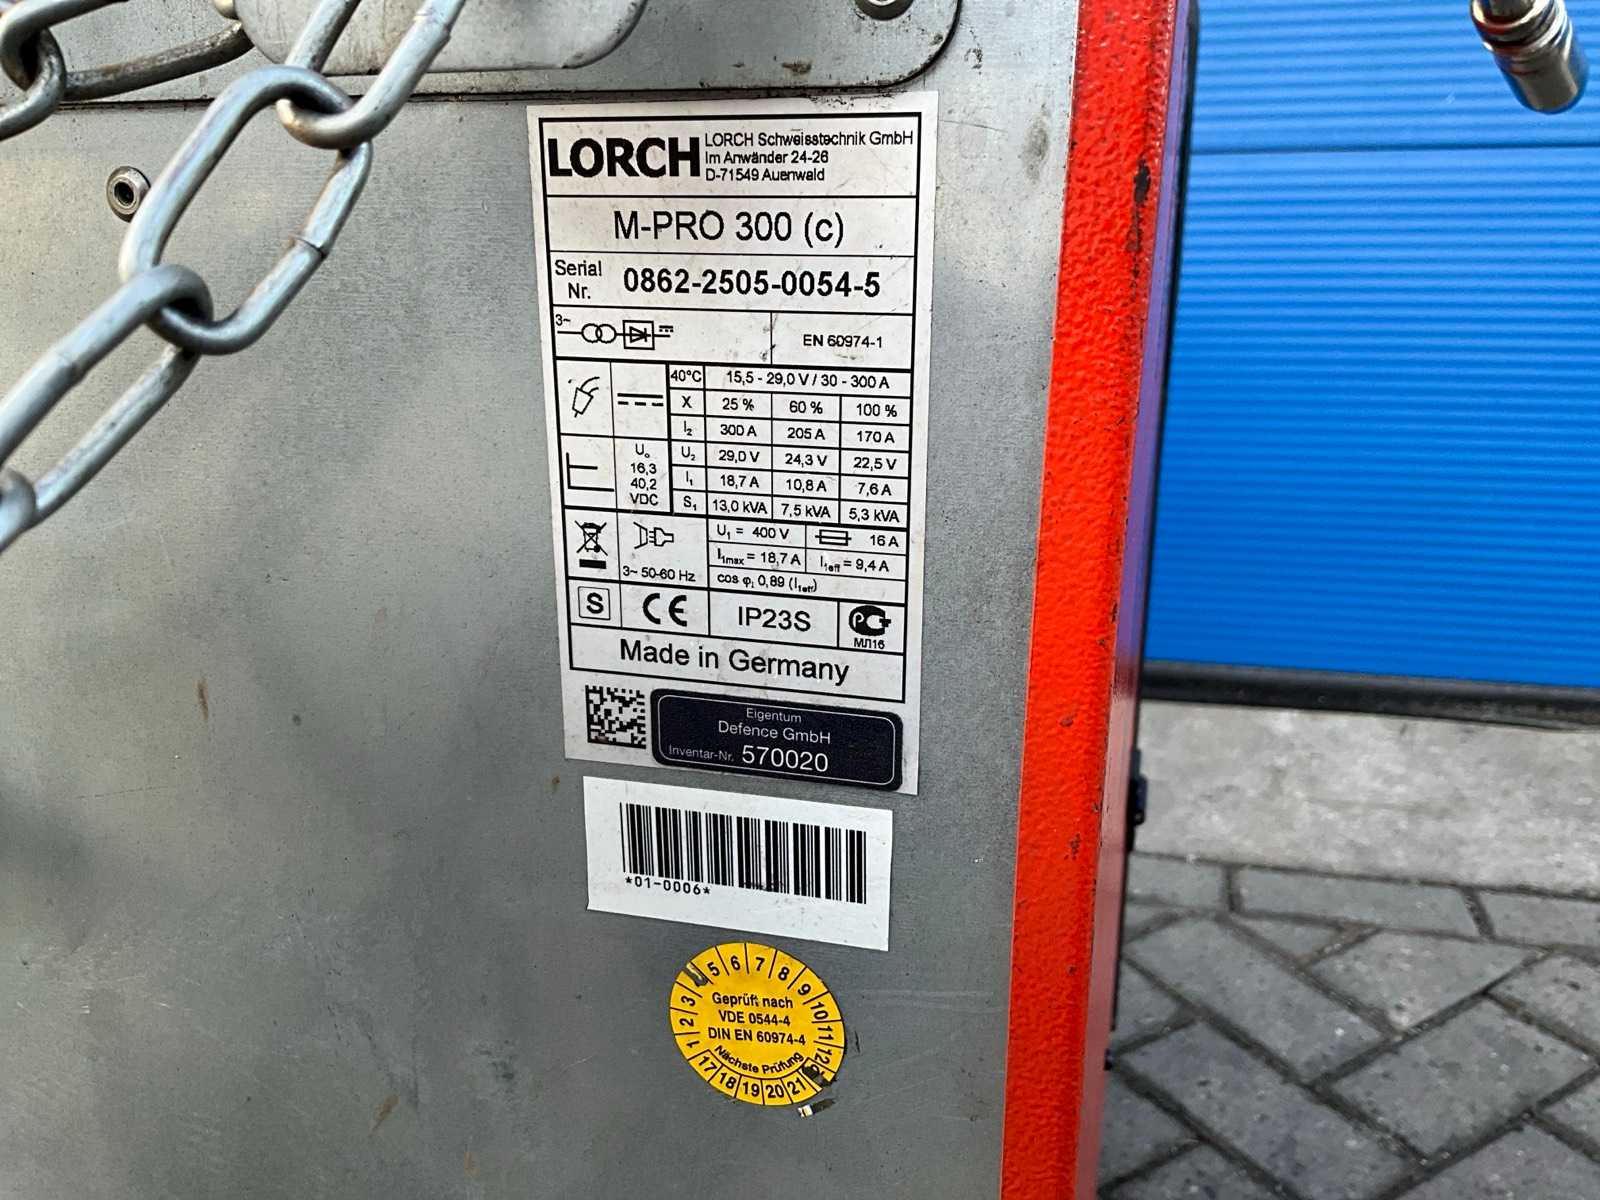 LORCH
LORCH Schweisstechnik GmbH
Im Anwänder 24-26
D-71549 Auenwald
M-PRO 300 (c)
Serial Nr. 0862-2505-0054-5
3~
EN 60974-1
40°C 15,5 - 29,0 V / 30 - 300 A
X 25 % 60 % 100 %
I₂ 300 A 205 A 170 A
U₂ 29,0 V 24,3 V 22,5 V
I₁ 18,7 A 10,8 A 7,6 A
S₁ 13,0 kVA 7,5 kVA 5,3 kVA
U₀
16,3
40,2
VDC
3~ 50-60 Hz
U₁ = 400 V 16 A
I₁max = 18,7 A I₁eff = 9,4 A
cos φ; 0,89 (I₁eff)
S CE IP23S PC
МЛ16
Made in Germany
Eigentum
Defence GmbH
Inventar-Nr. 570020
*01-0006*
1 2 3 5 6 7 8 9 10 11 12
Geprüft nach
VDE 0544-4
DIN EN 60974-4
Nächste Prüfung
17 18 19 20 21